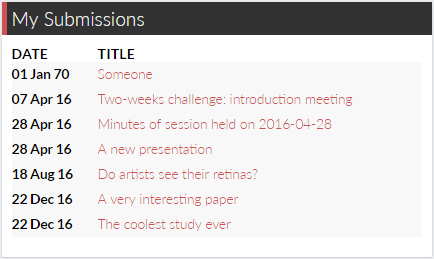 My Submissions
DATE TITLE
01 Jan 70 Someone
07 Apr 16 Two-weeks challenge: introduction meeting
28 Apr 16 Minutes of session held on 2016-04-28
28 Apr 16 A new presentation
18 Aug 16 Do artists see their retinas?
22 Dec 16 A very interesting paper
22 Dec 16 The coolest study ever